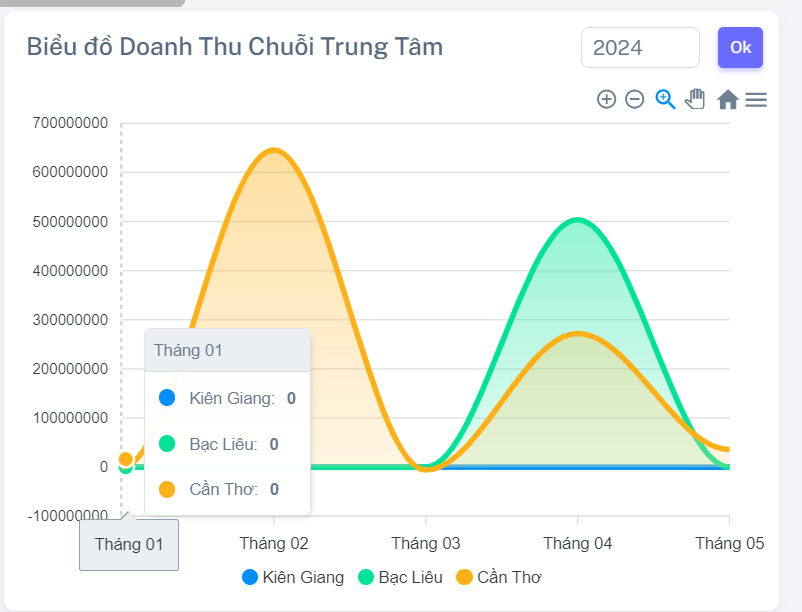 Biểu đồ Doanh Thu Chuỗi Trung Tâm
2024
Ok
700000000
600000000
500000000
400000000
300000000
200000000
100000000
0
-100000000
Tháng 01
Kiên Giang: 0
Bạc Liêu: 0
Cần Thơ: 0
Tháng 01 Tháng 02 Tháng 03 Tháng 04 Tháng 05
Kiên Giang Bạc Liêu Cần Thơ